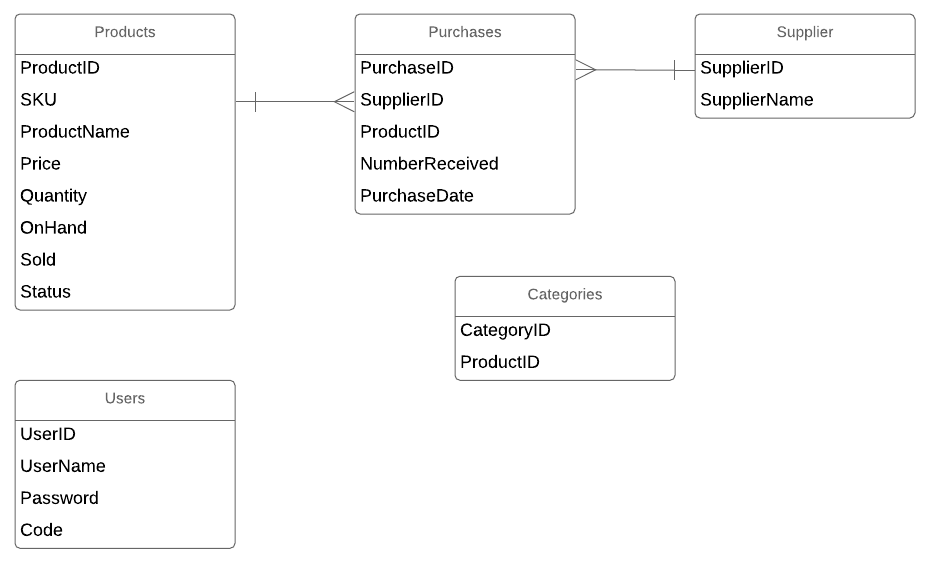 Products
ProductID
SKU
ProductName
Price
Quantity
OnHand
Sold
Status
Purchases
PurchaseID
SupplierID
ProductID
NumberReceived
PurchaseDate
Supplier
SupplierID
SupplierName
Categories
CategoryID
ProductID
Users
UserID
UserName
Password
Code